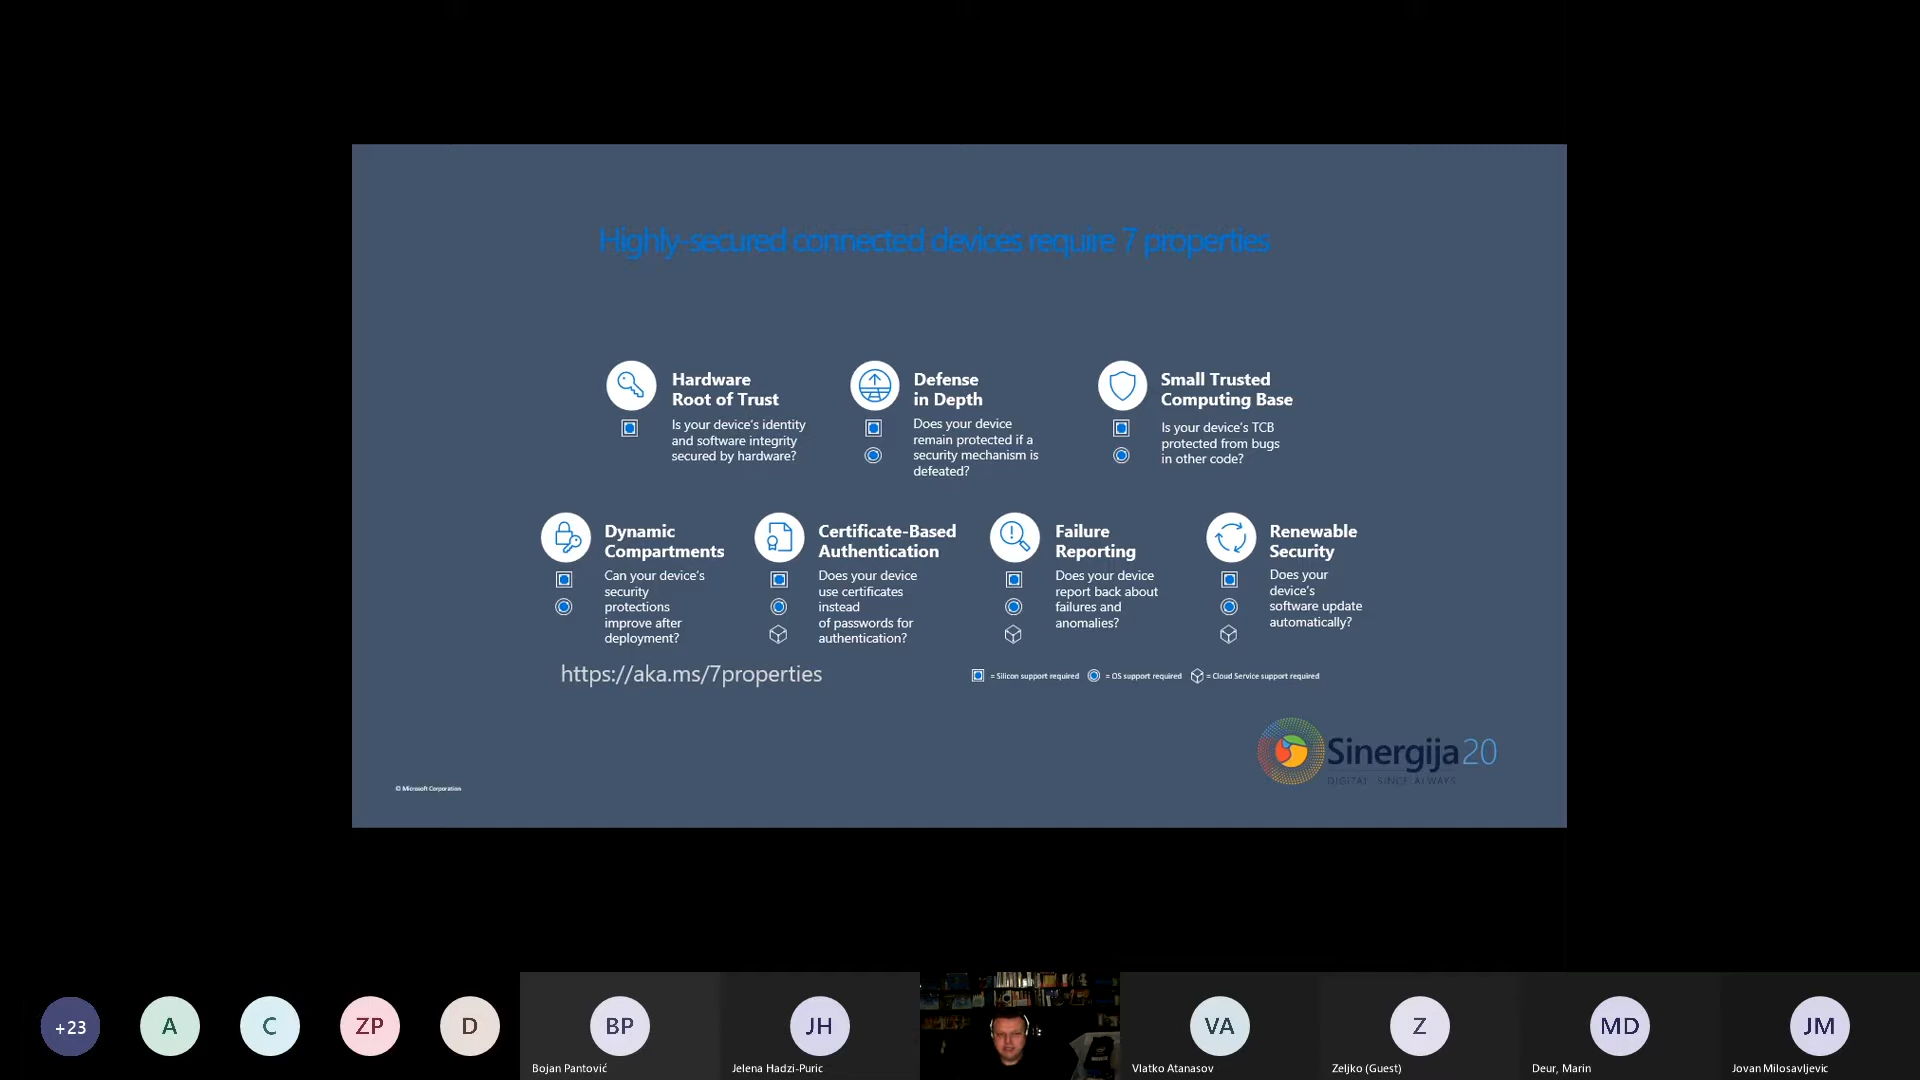 Highly-secured connected devices require 7 properties
Hardware
Root of Trust
Is your device's identity
and software integrity
secured by hardware?
Defense
in Depth
Does your device
remain protected if a
security mechanism is
defeated?
Small Trusted
Computing Base
Is your device's TCB
protected from bugs
in other code?
Dynamic
Compartments
Can your device's
security
protections
improve after
deployment?
Certificate-Based
Authentication
Does your device
use certificates
instead
of passwords for
authentication?
Failure
Reporting
Does your device
report back about
failures and
anomalies?
Renewable
Security
Does your
device's
software update
automatically?
https://aka.ms/7properties
= Silicon support required = OS support required = Cloud Service support required
Sinergija20
DIGITAL. SINCE ALWAYS.
© Microsoft Corporation
+23
A
C
ZP
D
BP
Bojan Pantović
JH
Jelena Hadzi-Puric
VA
Vlatko Atanasov
Z
Zeljko (Guest)
MD
Deur, Marin
JM
Jovan Milosavljevic